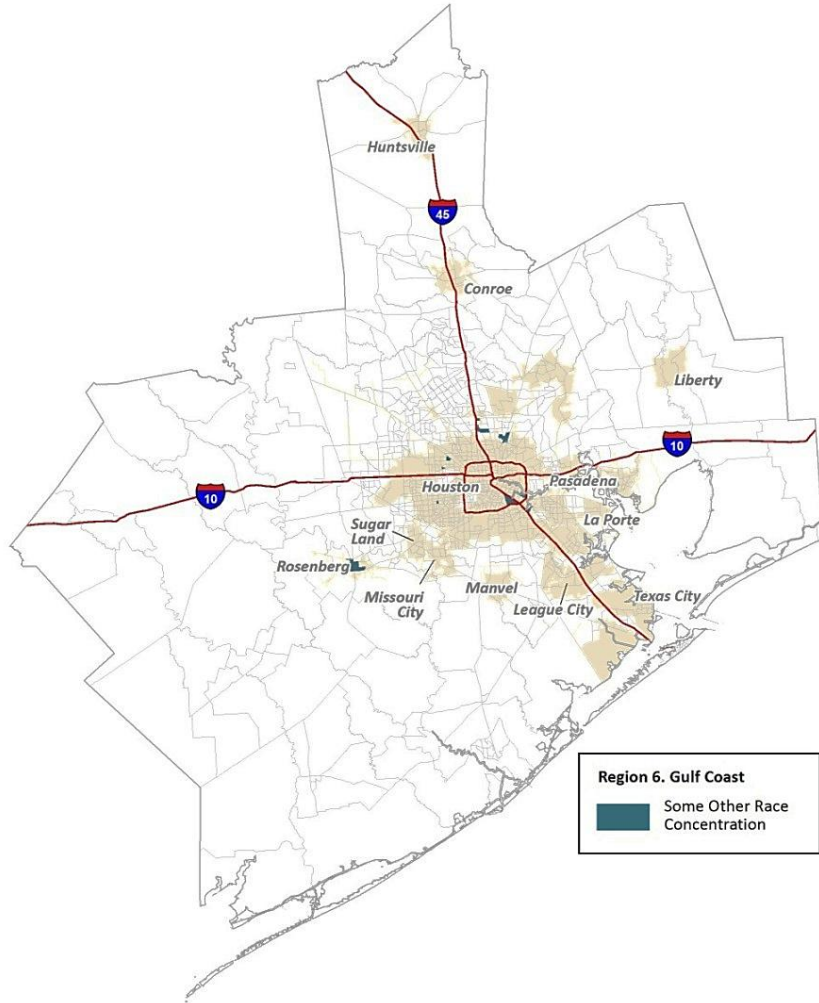 Huntsville
45
Conroe
Liberty
10
10
Houston
Pasadena
La Porte
Sugar
Land
Rosenberg
Missouri
City
Manvel
League City
Texas City
Region 6. Gulf Coast
Some Other Race
Concentration